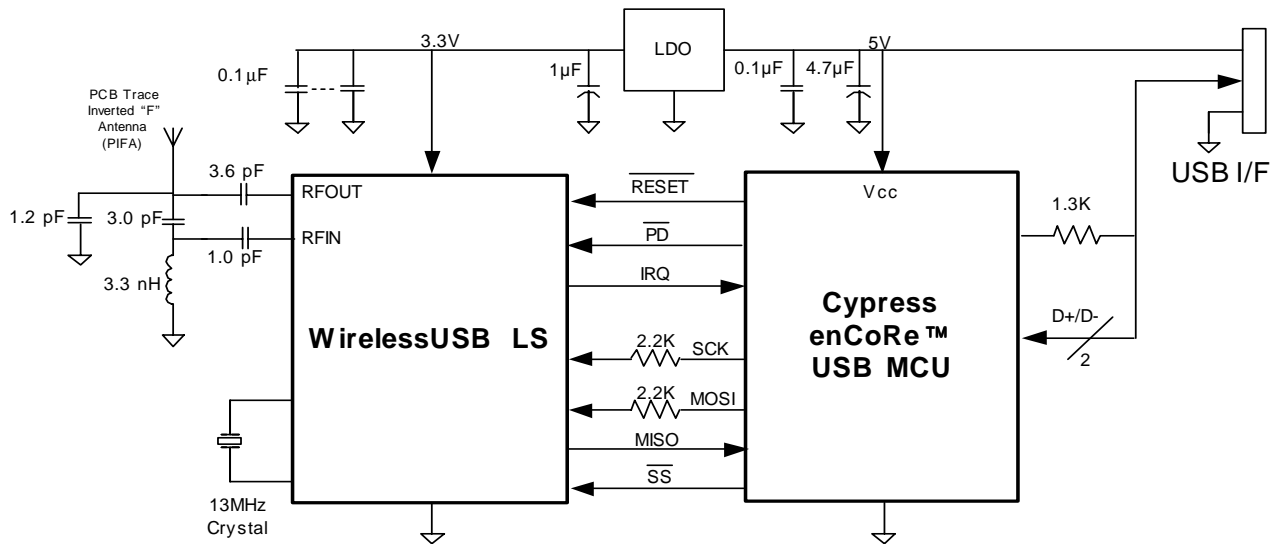 3.3V
LDO
5V
0.1µF
1µF
0.1µF
4.7µF
PCB Trace
Inverted “F”
Antenna
(PIFA)
USB I/F
3.6 pF
RFOUT
RESET
Vcc
1.3K
1.2 pF
3.0 pF
RFIN
PD
1.0 pF
3.3 nH
IRQ
WirelessUSB LS
Cypress
enCoRe™
USB MCU
D+/D-
2
2.2K
SCK
2.2K
MOSI
MISO
SS
13MHz
Crystal